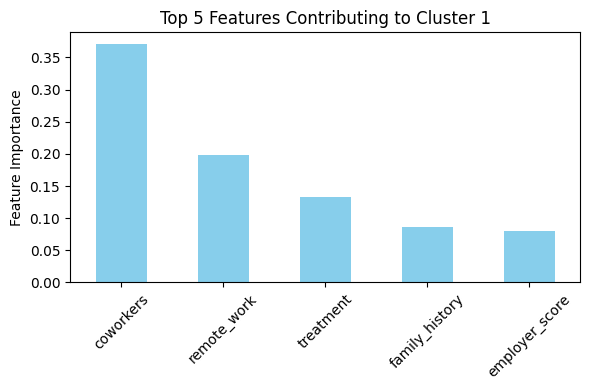 Top 5 Features Contributing to Cluster 1
Feature Importance
0.35
0.30
0.25
0.20
0.15
0.10
0.05
0.00
coworkers
remote_work
treatment
family_history
employer_score